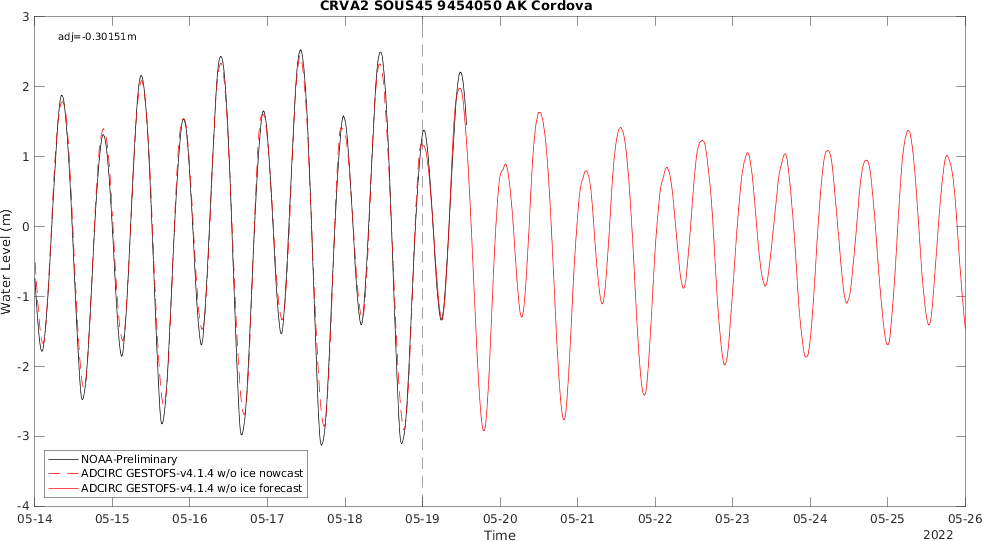 CRVA2 SOUS45 9454050 AK Cordova
adj=-0.30151m
3
2
1
0
-1
-2
-3
-4
Water Level (m)
NOAA-Preliminary
ADCIRC GESTOFS-v4.1.4 w/o ice nowcast
ADCIRC GESTOFS-v4.1.4 w/o ice forecast
05-14 05-15 05-16 05-17 05-18 05-19 05-20 05-21 05-22 05-23 05-24 05-25 05-26
Time
2022